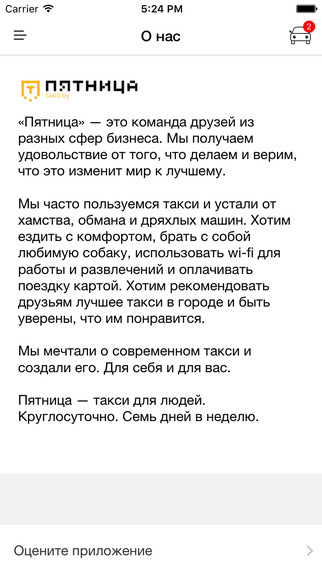 Carrier 5:24 PM
О нас
2
ПЯТНИЦА
taxi5.by
«Пятница» — это команда друзей из
разных сфер бизнеса. Мы получаем
удовольствие от того, что делаем и верим,
что это изменит мир к лучшему.
Мы часто пользуемся такси и устали от
хамства, обмана и дряхлых машин. Хотим
ездить с комфортом, брать с собой
любимую собаку, использовать wi-fi для
работы и развлечений и оплачивать
поездку картой. Хотим рекомендовать
друзьям лучшее такси в городе и быть
уверены, что им понравится.
Мы мечтали о современном такси и
создали его. Для себя и для вас.
Пятница — такси для людей.
Круглосуточно. Семь дней в неделю.
Оцените приложение